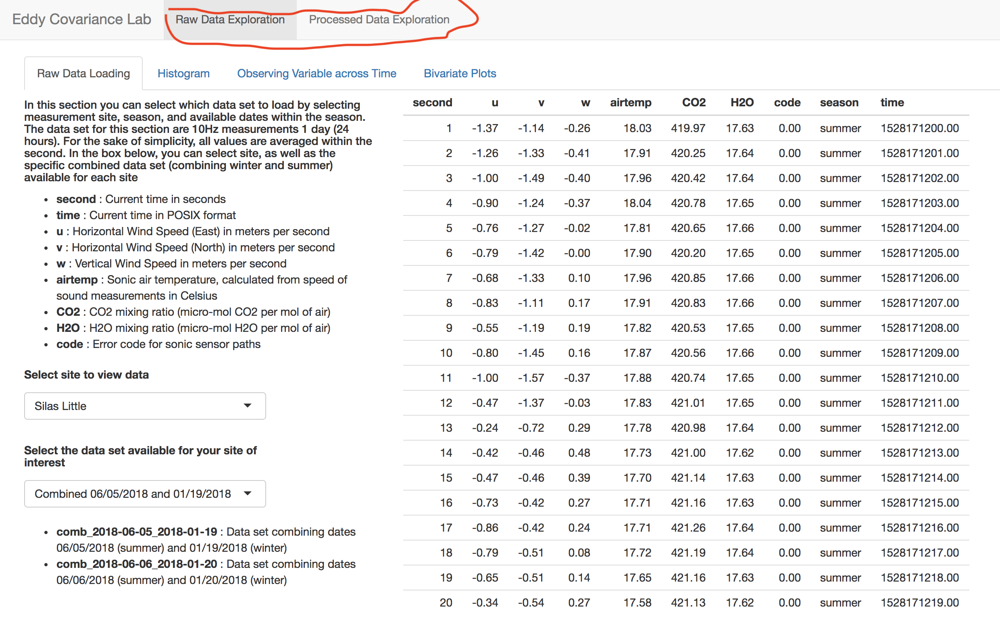 Eddy Covariance Lab Raw Data Exploration Processed Data Exploration
Raw Data Loading Histogram Observing Variable across Time Bivariate Plots
In this section you can select which data set to load by selecting
measurement site, season, and available dates within the season.
The data set for this section are 10Hz measurements 1 day (24
hours). For the sake of simplicity, all values are averaged within the
second. In the box below, you can select site, as well as the
specific combined data set (combining winter and summer)
available for each site
• second : Current time in seconds
• time : Current time in POSIX format
• u : Horizontal Wind Speed (East) in meters per second
• v : Horizontal Wind Speed (North) in meters per second
• w : Vertical Wind Speed in meters per second
• airtemp : Sonic air temperature, calculated from speed of
sound measurements in Celsius
• CO2 : CO2 mixing ratio (micro-mol CO2 per mol of air)
• H2O : H2O mixing ratio (micro-mol H2O per mol of air)
• code : Error code for sonic sensor paths
Select site to view data
Silas Little
Select the data set available for your site of
interest
Combined 06/05/2018 and 01/19/2018
• comb_2018-06-05_2018-01-19 : Data set combining dates
06/05/2018 (summer) and 01/19/2018 (winter)
• comb_2018-06-06_2018-01-20 : Data set combining dates
06/06/2018 (summer) and 01/20/2018 (winter)
second u v w airtemp CO2 H2O code season time
1 -1.37 -1.14 -0.26 18.03 419.97 17.63 0.00 summer 1528171200.00
2 -1.26 -1.33 -0.41 17.91 420.25 17.64 0.00 summer 1528171201.00
3 -1.00 -1.49 -0.40 17.96 420.42 17.64 0.00 summer 1528171202.00
4 -0.90 -1.24 -0.37 18.04 420.78 17.65 0.00 summer 1528171203.00
5 -0.76 -1.27 -0.02 17.81 420.65 17.66 0.00 summer 1528171204.00
6 -0.79 -1.42 -0.00 17.90 420.20 17.65 0.00 summer 1528171205.00
7 -0.68 -1.33 0.10 17.96 420.85 17.66 0.00 summer 1528171206.00
8 -0.83 -1.11 0.17 17.91 420.83 17.66 0.00 summer 1528171207.00
9 -0.55 -1.19 0.19 17.82 420.53 17.65 0.00 summer 1528171208.00
10 -0.80 -1.45 0.16 17.87 420.56 17.66 0.00 summer 1528171209.00
11 -1.00 -1.57 -0.37 17.88 420.74 17.65 0.00 summer 1528171210.00
12 -0.47 -1.37 -0.03 17.83 421.01 17.65 0.00 summer 1528171211.00
13 -0.24 -0.72 0.29 17.78 420.98 17.64 0.00 summer 1528171212.00
14 -0.42 -0.46 0.48 17.73 421.00 17.62 0.00 summer 1528171213.00
15 -0.47 -0.46 0.39 17.70 421.14 17.63 0.00 summer 1528171214.00
16 -0.73 -0.42 0.27 17.71 421.16 17.63 0.00 summer 1528171215.00
17 -0.86 -0.42 0.24 17.71 421.26 17.64 0.00 summer 1528171216.00
18 -0.79 -0.51 0.08 17.72 421.19 17.64 0.00 summer 1528171217.00
19 -0.65 -0.51 0.14 17.65 421.16 17.63 0.00 summer 1528171218.00
20 -0.34 -0.54 0.27 17.58 421.13 17.62 0.00 summer 1528171219.00